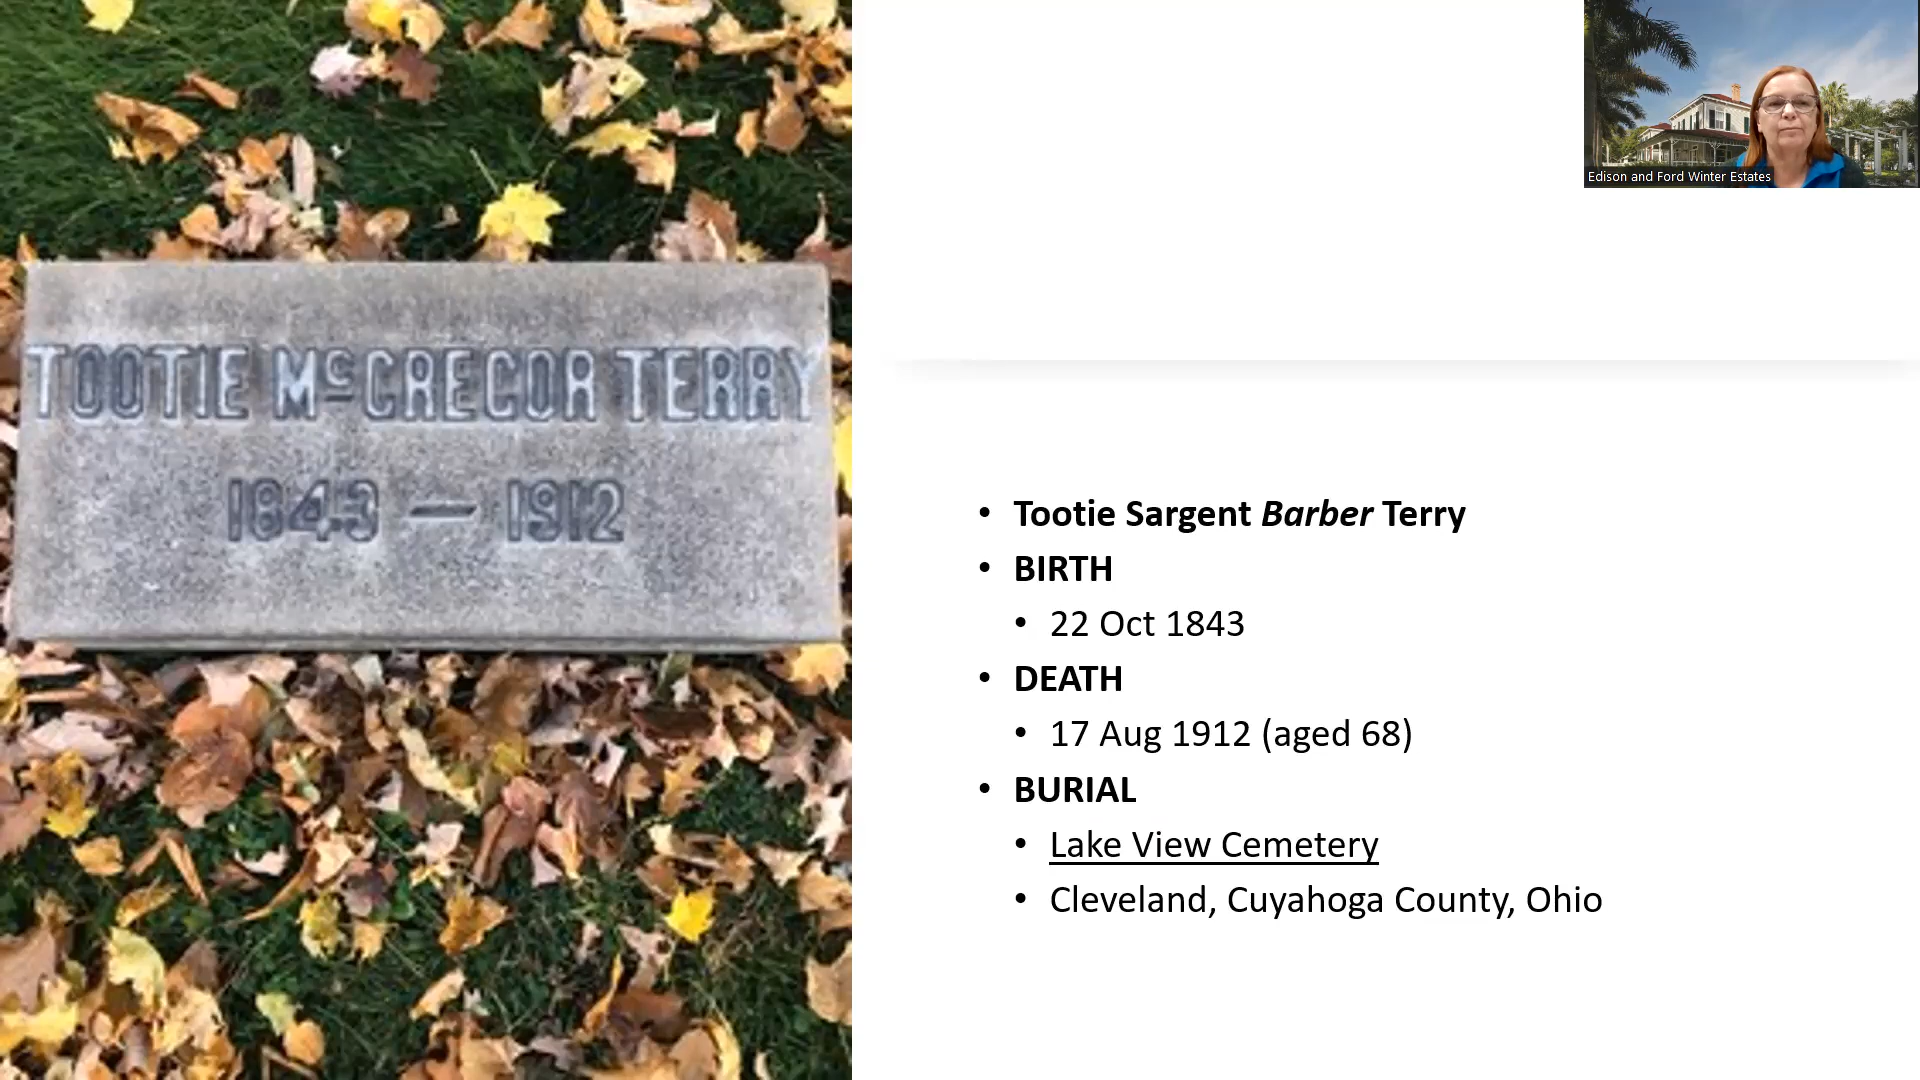 TOOTIE McGREGOR TERRY
1843 — 1912
Edison and Ford Winter Estates
• Tootie Sargent Barber Terry
• BIRTH
• 22 Oct 1843
• DEATH
• 17 Aug 1912 (aged 68)
• BURIAL
• Lake View Cemetery
• Cleveland, Cuyahoga County, Ohio